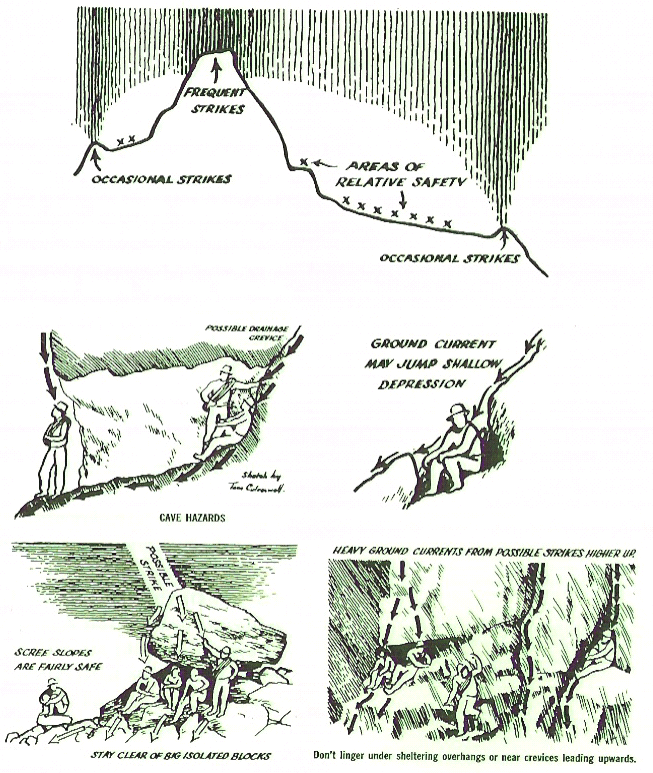 FREQUENT
STRIKES
OCCASIONAL STRIKES
AREAS OF
RELATIVE SAFETY
OCCASIONAL STRIKES
POSSIBLE DRAINAGE
CREVICE
Sketch by
Tom
CAVE HAZARDS
GROUND CURRENT
MAY JUMP SHALLOW
DEPRESSION
POSSIBLE
STRIKE
SCREE SLOPES
ARE FAIRLY SAFE
STAY CLEAR OF BIG ISOLATED BLOCKS
HEAVY GROUND CURRENTS FROM POSSIBLE STRIKES HIGHER UP.
Don't linger under sheltering overhangs or near crevices leading upwards.